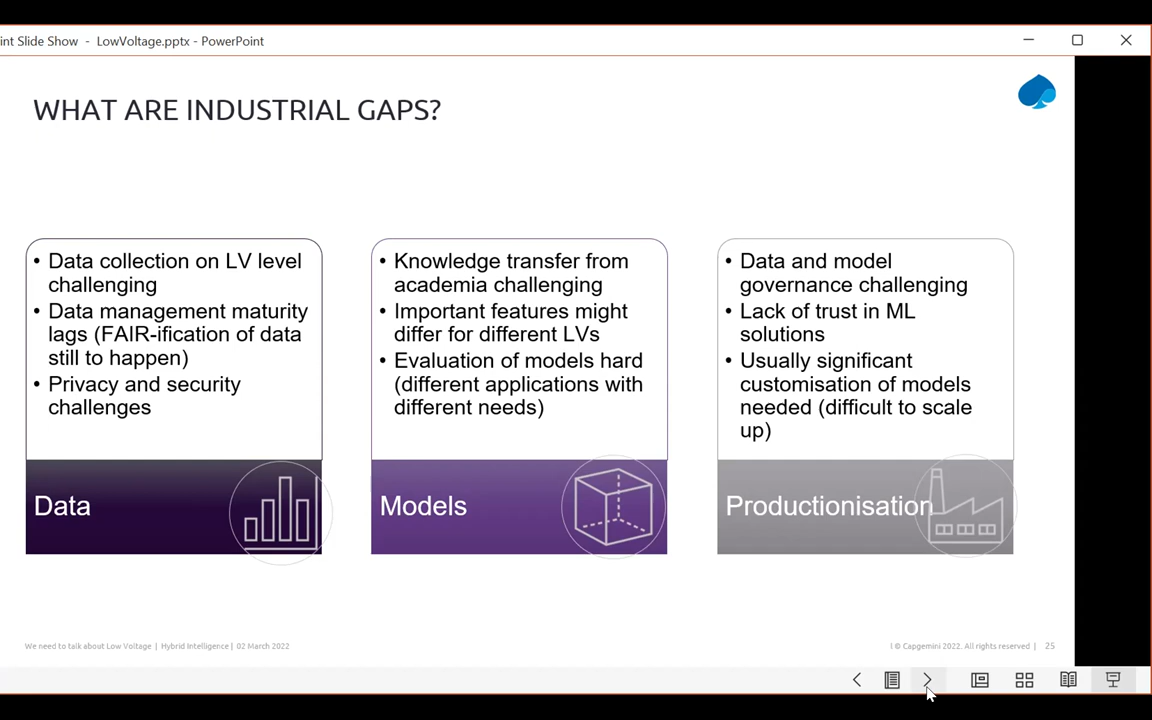 int Slide Show - LowVoltage.pptx - PowerPoint
WHAT ARE INDUSTRIAL GAPS?
• Data collection on LV level
challenging
• Data management maturity
lags (FAIR-ification of data
still to happen)
• Privacy and security
challenges
Data
• Knowledge transfer from
academia challenging
• Important features might
differ for different LVs
• Evaluation of models hard
(different applications with
different needs)
Models
• Data and model
governance challenging
• Lack of trust in ML
solutions
• Usually significant
customisation of models
needed (difficult to scale
up)
Productionisation
We need to talk about Low Voltage | Hybrid Intelligence | 02 March 2022
l © Capgemini 2022. All rights reserved | 25